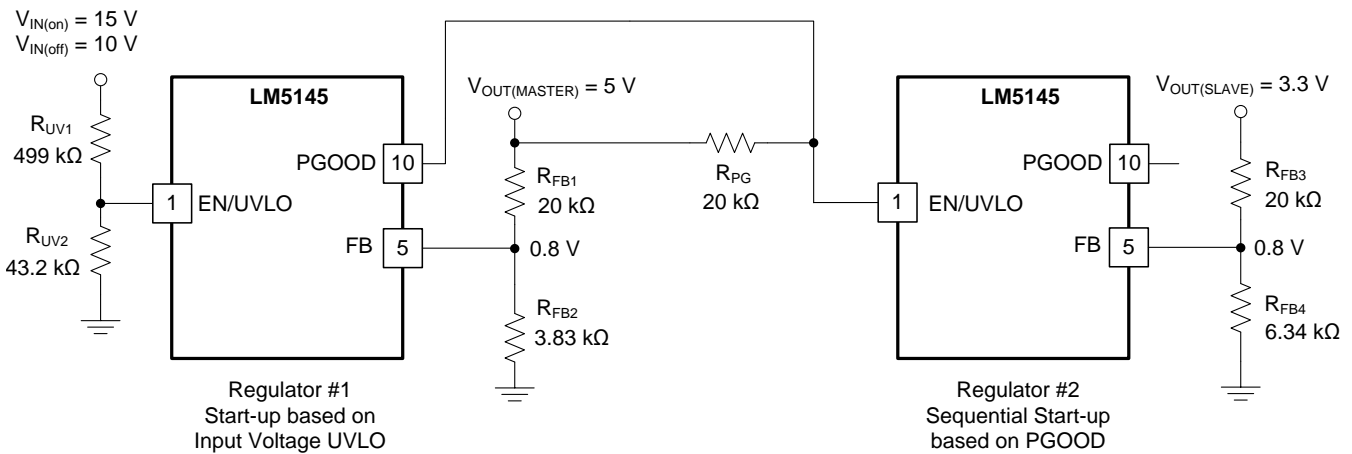 V_IN(on) = 15 V
V_IN(off) = 10 V
R_UV1
499 kΩ
R_UV2
43.2 kΩ
LM5145
PGOOD
10
1
EN/UVLO
FB
5
V_OUT(MASTER) = 5 V
R_FB1
20 kΩ
0.8 V
R_FB2
3.83 kΩ
R_PG
20 kΩ
Regulator #1
Start-up based on
Input Voltage UVLO
LM5145
PGOOD
10
1
EN/UVLO
FB
5
V_OUT(SLAVE) = 3.3 V
R_FB3
20 kΩ
0.8 V
R_FB4
6.34 kΩ
Regulator #2
Sequential Start-up
based on PGOOD